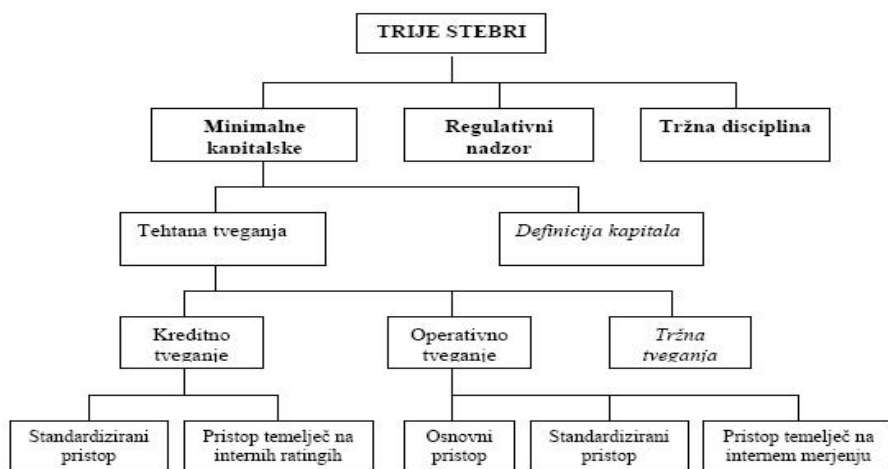 TRIJE STEBRI
Minimalne
kapitalske
Regulativni
nadzor
Tržna disciplina
Tehtana tveganja
Definicija kapitala
Kreditno
tveganje
Operativno
tveganje
Tržna
tveganja
Standardizirani
pristop
Pristop temelječ na
internih ratingih
Osnovni
pristop
Standardizirani
pristop
Pristop temelječ na
internem merjenju